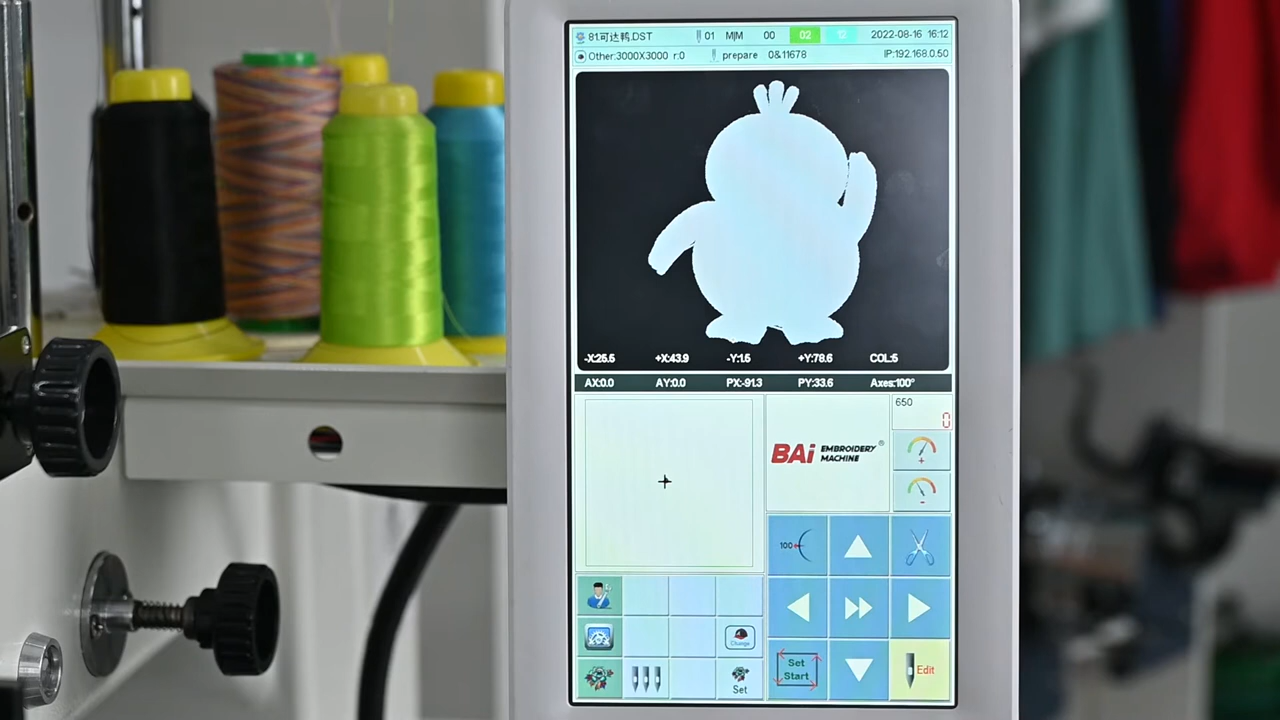 81.可达鸭.DST 01 MJM 00 02 12 2022-08-16 16:12
Other:3000X3000 r:0 prepare 0&11678 IP:192.168.0.50
-X:25.5 +X:43.9 -Y:1.5 +Y:78.6 COL:5
AX:0.0 AY:0.0 PX:-91.3 PY:33.6 Axes:100°
650
0
BAi EMBROIDERY®
MACHINE
+
-
100
Change
Set
Start
Edit
Set